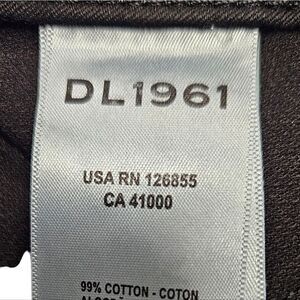 DL1961
USA RN 126855
CA 41000
99% COTTON - COTON